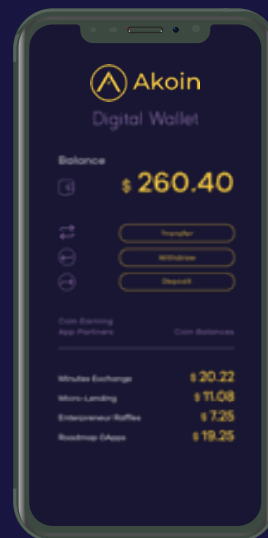 Akoin
Digital Wallet
Balance
$ 260.40
Transfer
Withdraw
Deposit
Coin Earning
App Partners Coin Balances
Minutes Exchange $ 20.22
Micro-Lending $ 11.08
Enterpreneur Raffles $ 7.25
Roadmap DApps $ 19.25